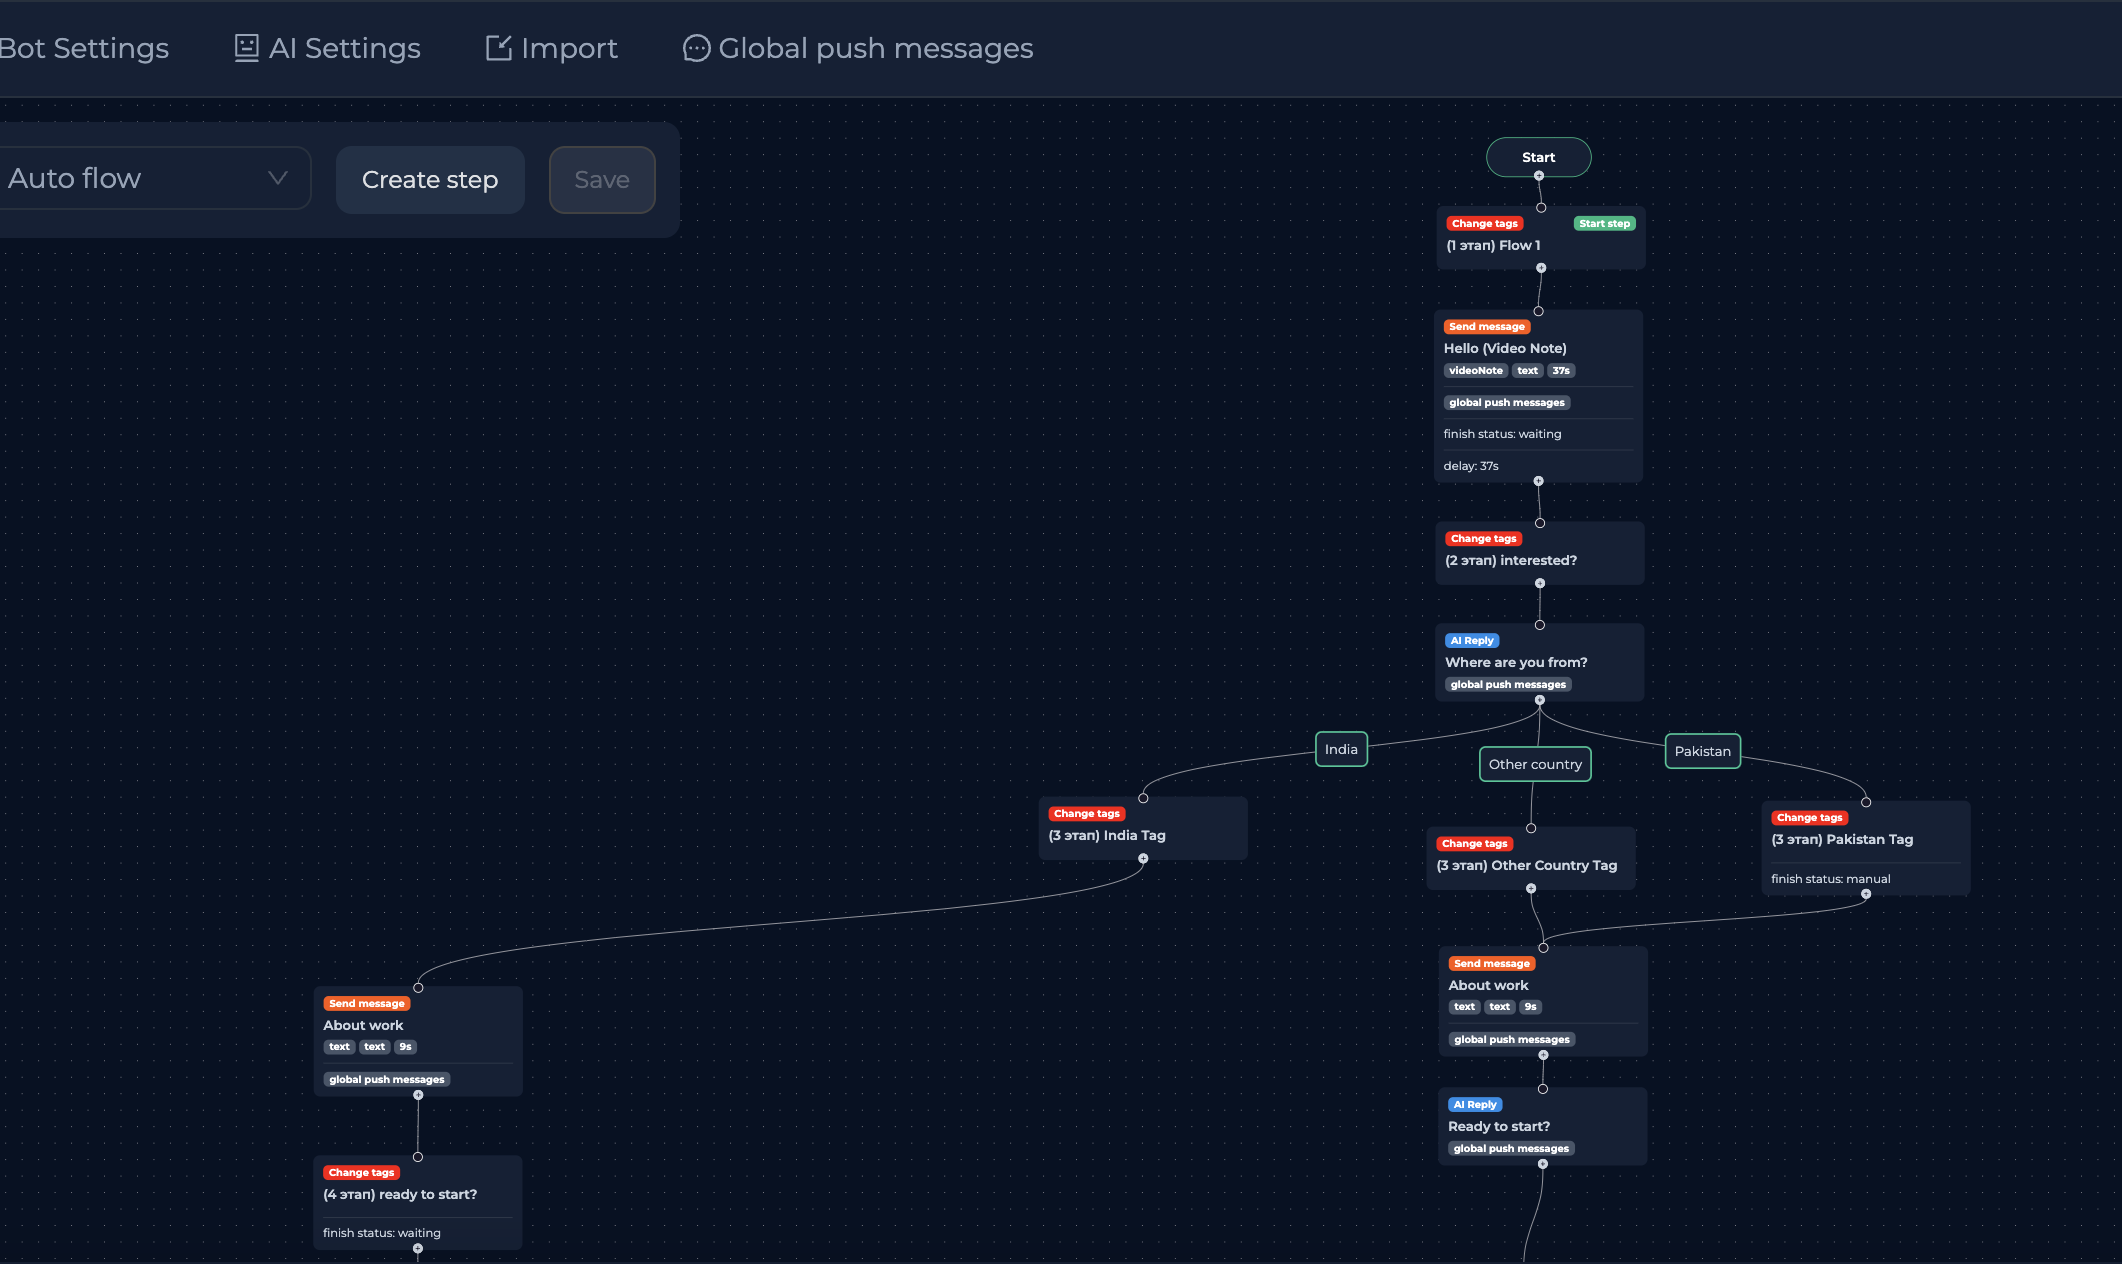 Bot Settings
AI Settings
Import
Global push messages
Auto flow
Create step
Save
Start
Change tags
Start step
(1 этап) Flow 1
Send message
Hello (Video Note)
videoNote text 37s
global push messages
finish status: waiting
delay: 37s
Change tags
(2 этап) interested?
AI Reply
Where are you from?
global push messages
India
Other country
Pakistan
Change tags
(3 этап) India Tag
Change tags
(3 этап) Other Country Tag
Change tags
(3 этап) Pakistan Tag
finish status: manual
Send message
About work
text text 9s
global push messages
Change tags
(4 этап) ready to start?
finish status: waiting
Send message
About work
text text 9s
global push messages
AI Reply
Ready to start?
global push messages